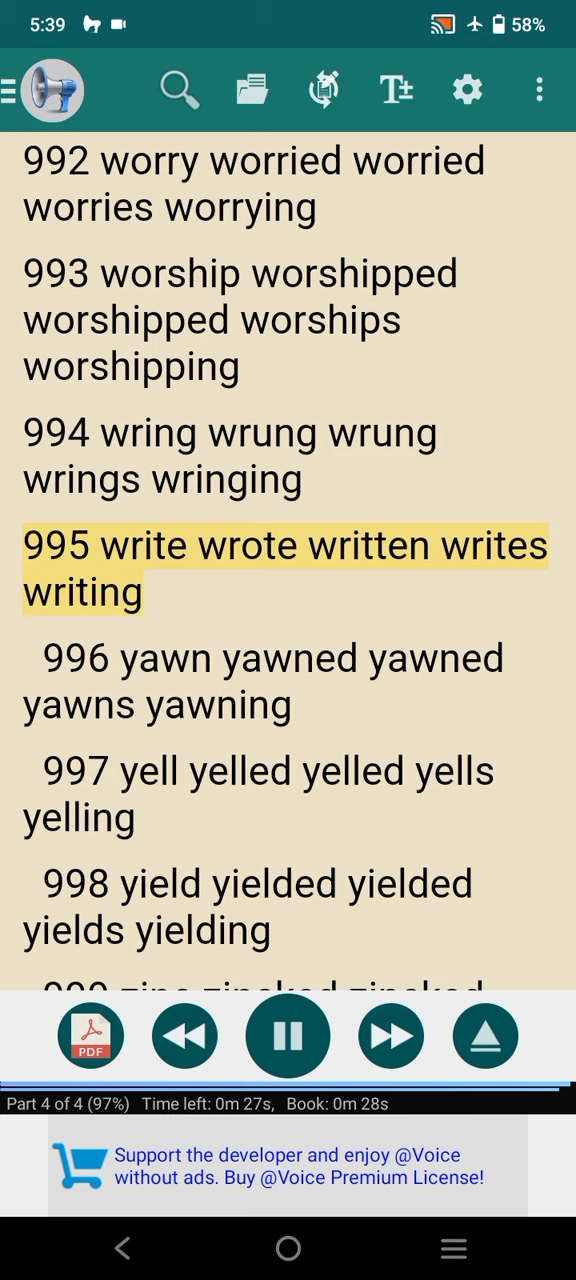 5:39
58%
992 worry worried worried
worries worrying
993 worship worshipped
worshipped worships
worshipping
994 wring wrung wrung
wrings wringing
995 write wrote written writes
writing
996 yawn yawned yawned
yawns yawning
997 yell yelled yelled yells
yelling
998 yield yielded yielded
yields yielding
PDF
Part 4 of 4 (97%) Time left: 0m 27s, Book: 0m 28s
Support the developer and enjoy @Voice
without ads. Buy @Voice Premium License!